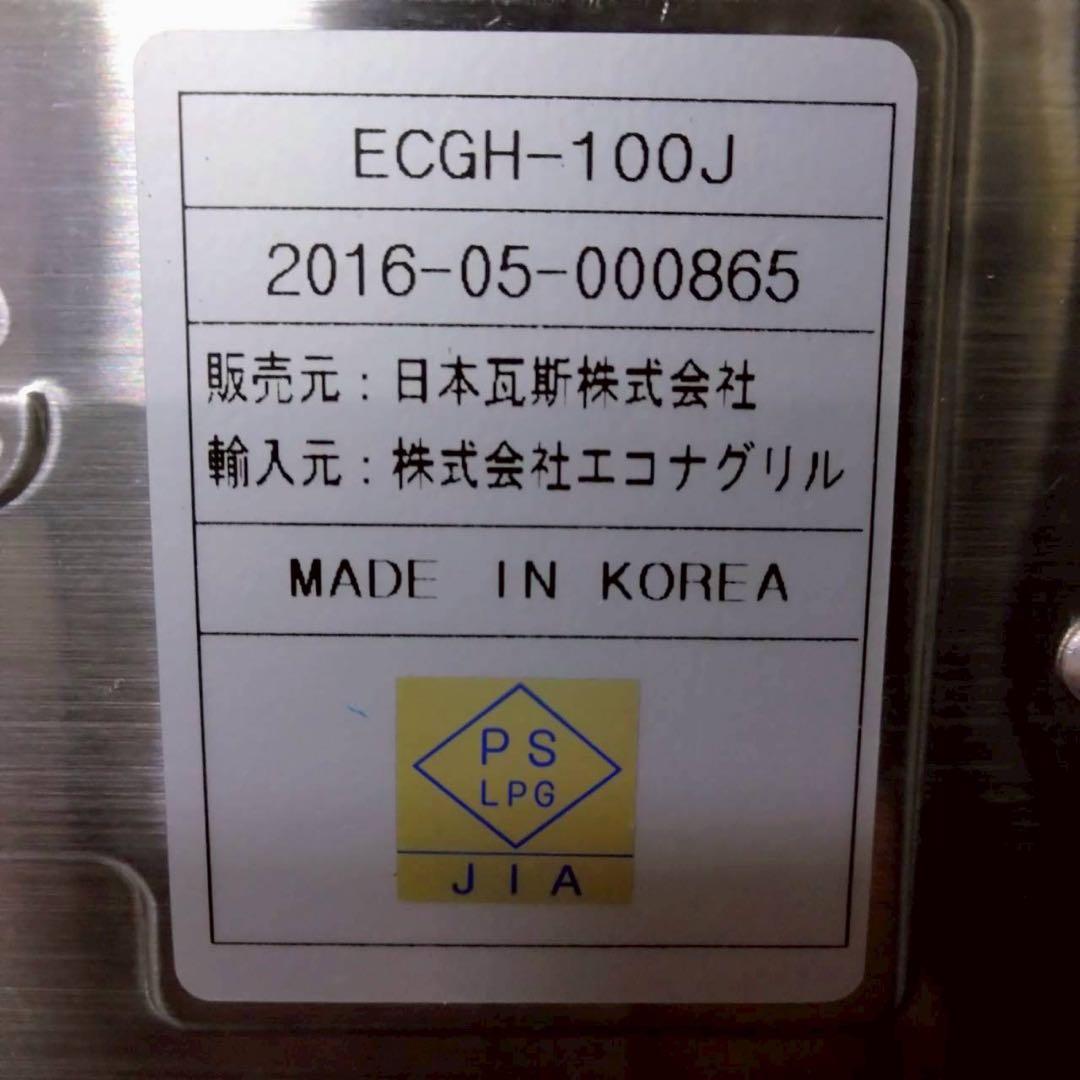 ECGH-100J
2016-05-000865
販売元：日本瓦斯株式会社
輸入元：株式会社エコナグリル
MADE IN KOREA
PS
LPG
JIA